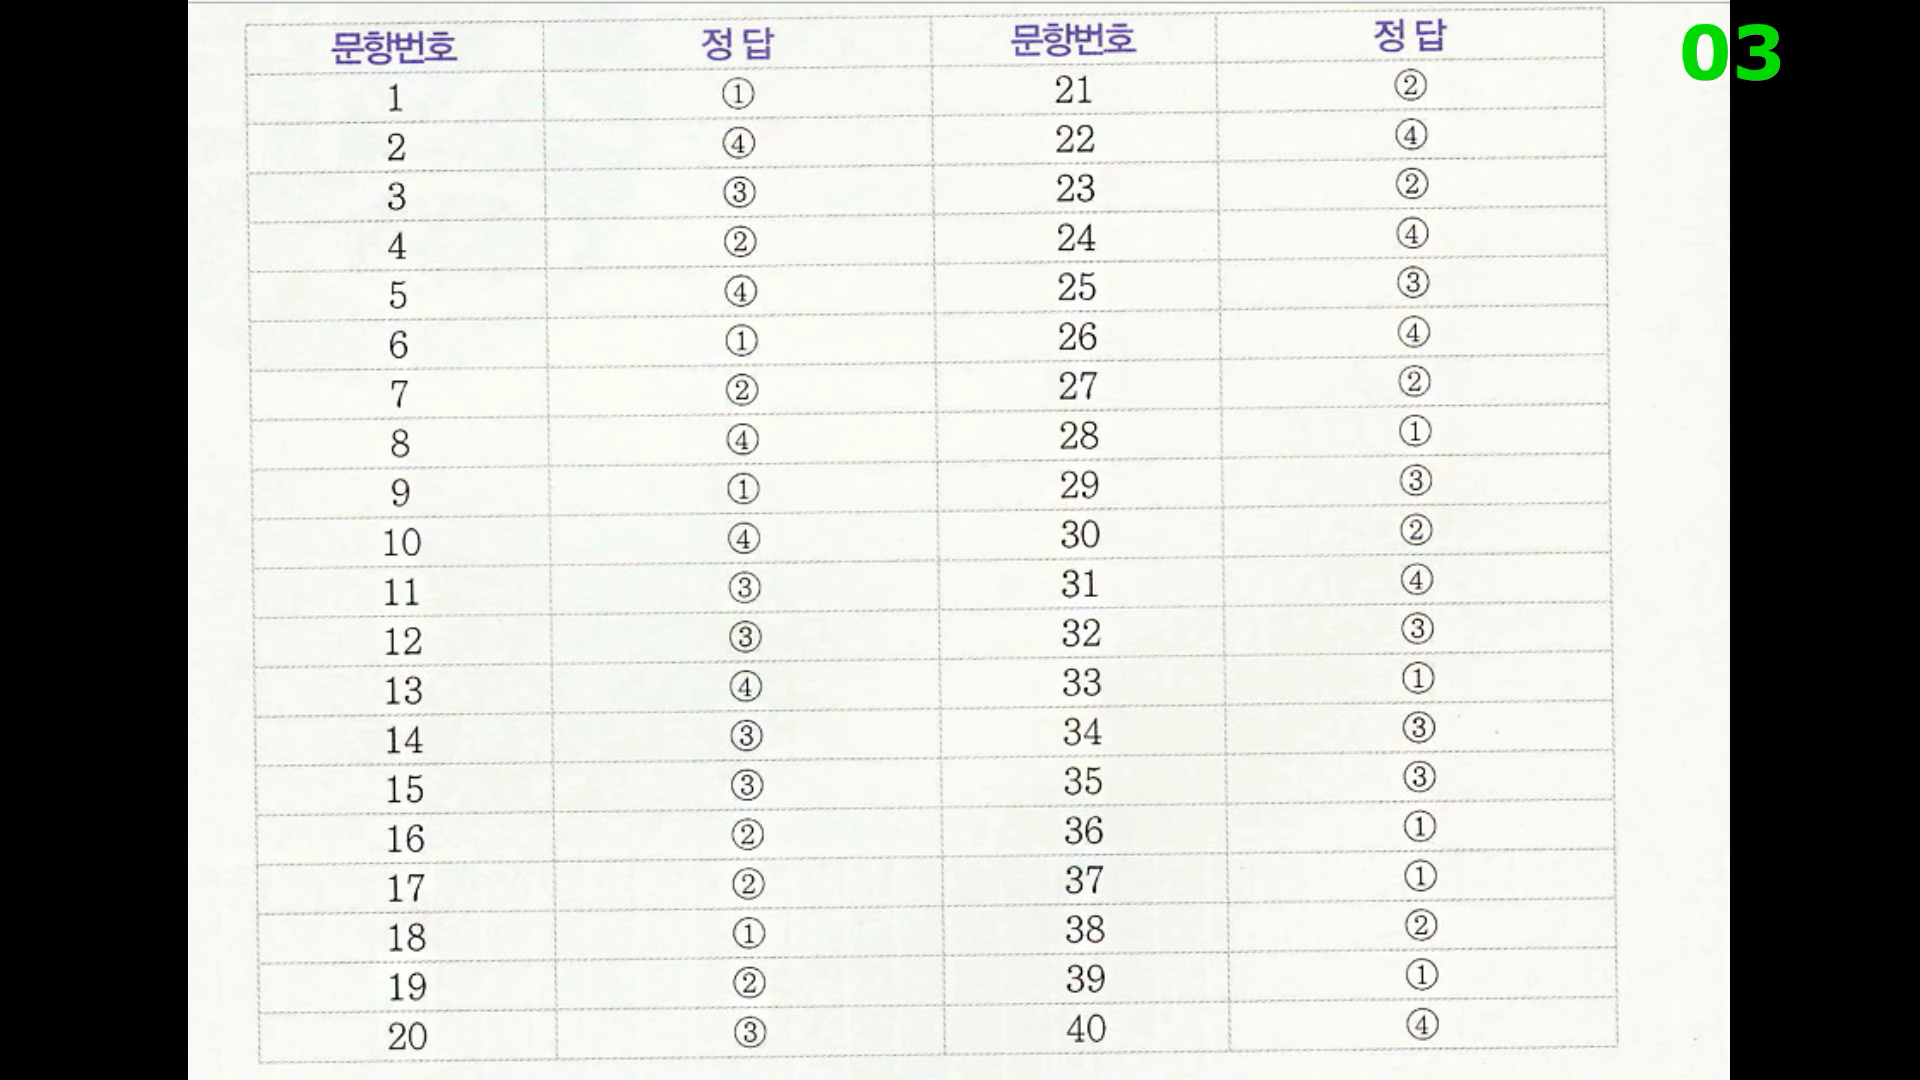 문항번호 정 답 문항번호 정 답
1 ① 21 ②
2 ④ 22 ④
3 ③ 23 ②
4 ② 24 ④
5 ④ 25 ③
6 ① 26 ④
7 ② 27 ②
8 ④ 28 ①
9 ① 29 ③
10 ④ 30 ②
11 ③ 31 ④
12 ③ 32 ③
13 ④ 33 ①
14 ③ 34 ③
15 ③ 35 ③
16 ② 36 ①
17 ② 37 ①
18 ① 38 ②
19 ② 39 ①
20 ③ 40 ④
03